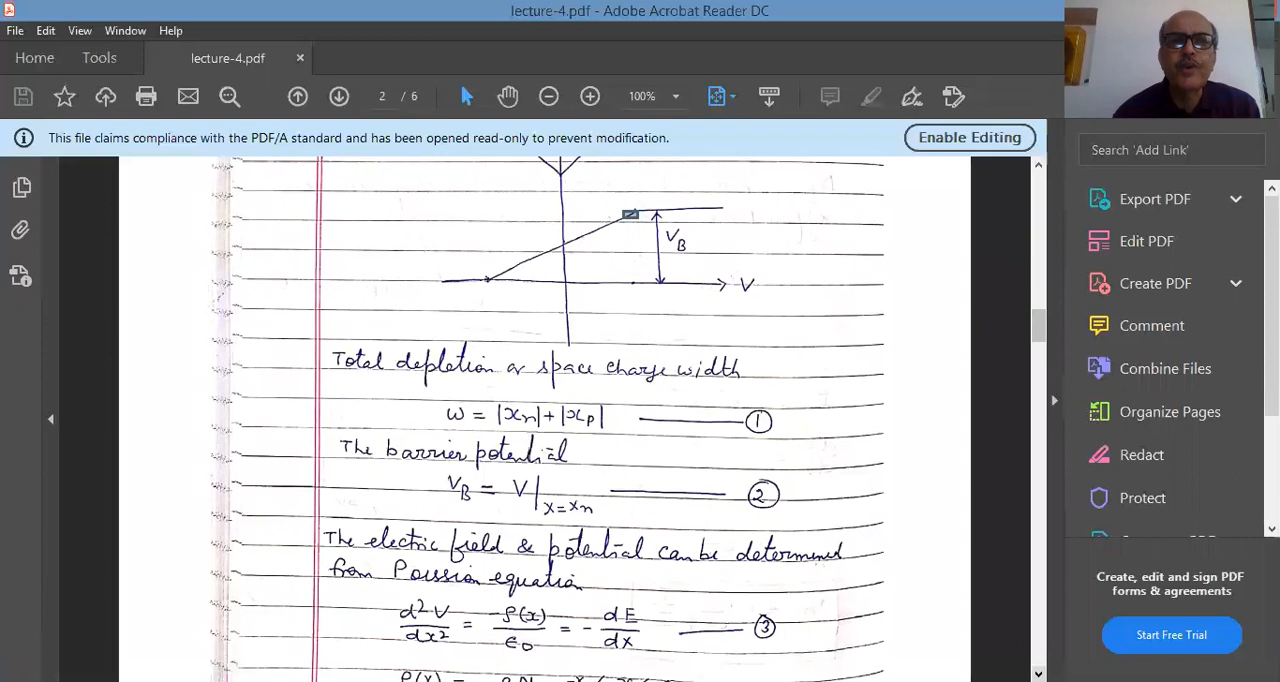 lecture-4.pdf - Adobe Acrobat Reader DC
File Edit View Window Help
Home Tools lecture-4.pdf ×
2 / 6 100%
This file claims compliance with the PDF/A standard and has been opened read-only to prevent modification. Enable Editing
V_B
V
Total depletion or space charge width
w = |x_n| + |x_p| ——— ①
The barrier potential
V_B = V|_{x=x_n} ——— ②
The electric field & potential can be determined
from Poission equation
d²V/dx² = -ρ(x)/ϵ₀ = - dE/dx ——— ③
Search 'Add Link'
Export PDF
Edit PDF
Create PDF
Comment
Combine Files
Organize Pages
Redact
Protect
Create, edit and sign PDF
forms & agreements
Start Free Trial